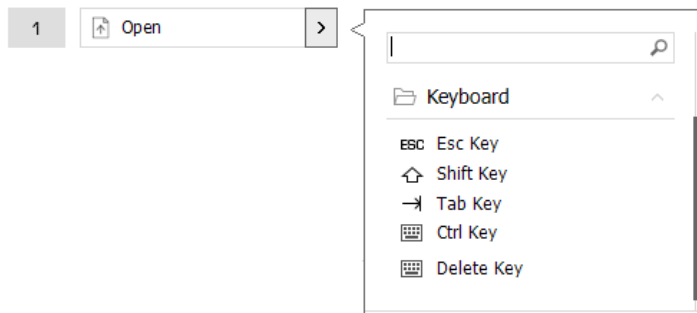 1 Open >
Keyboard
ESC Esc Key
Shift Key
Tab Key
Ctrl Key
Delete Key